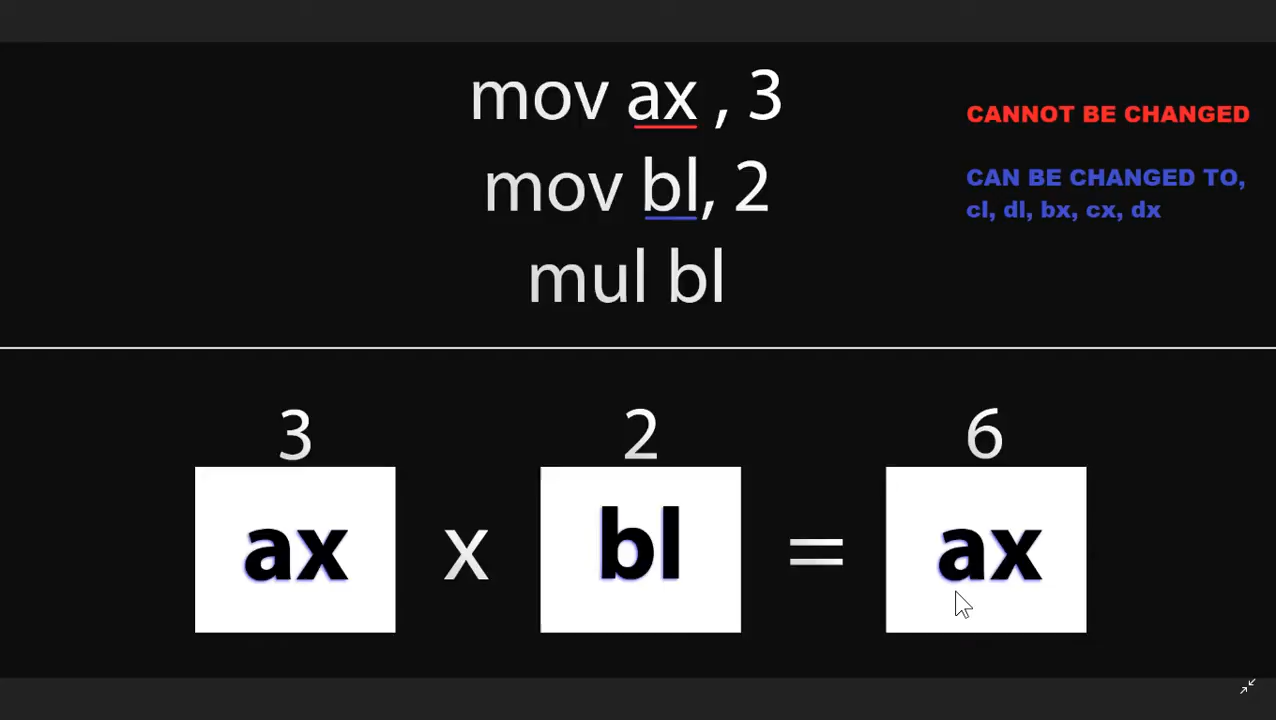 mov ax , 3
CANNOT BE CHANGED
mov bl, 2
CAN BE CHANGED TO,
cl, dl, bx, cx, dx
mul bl
3 2 6
ax x bl = ax